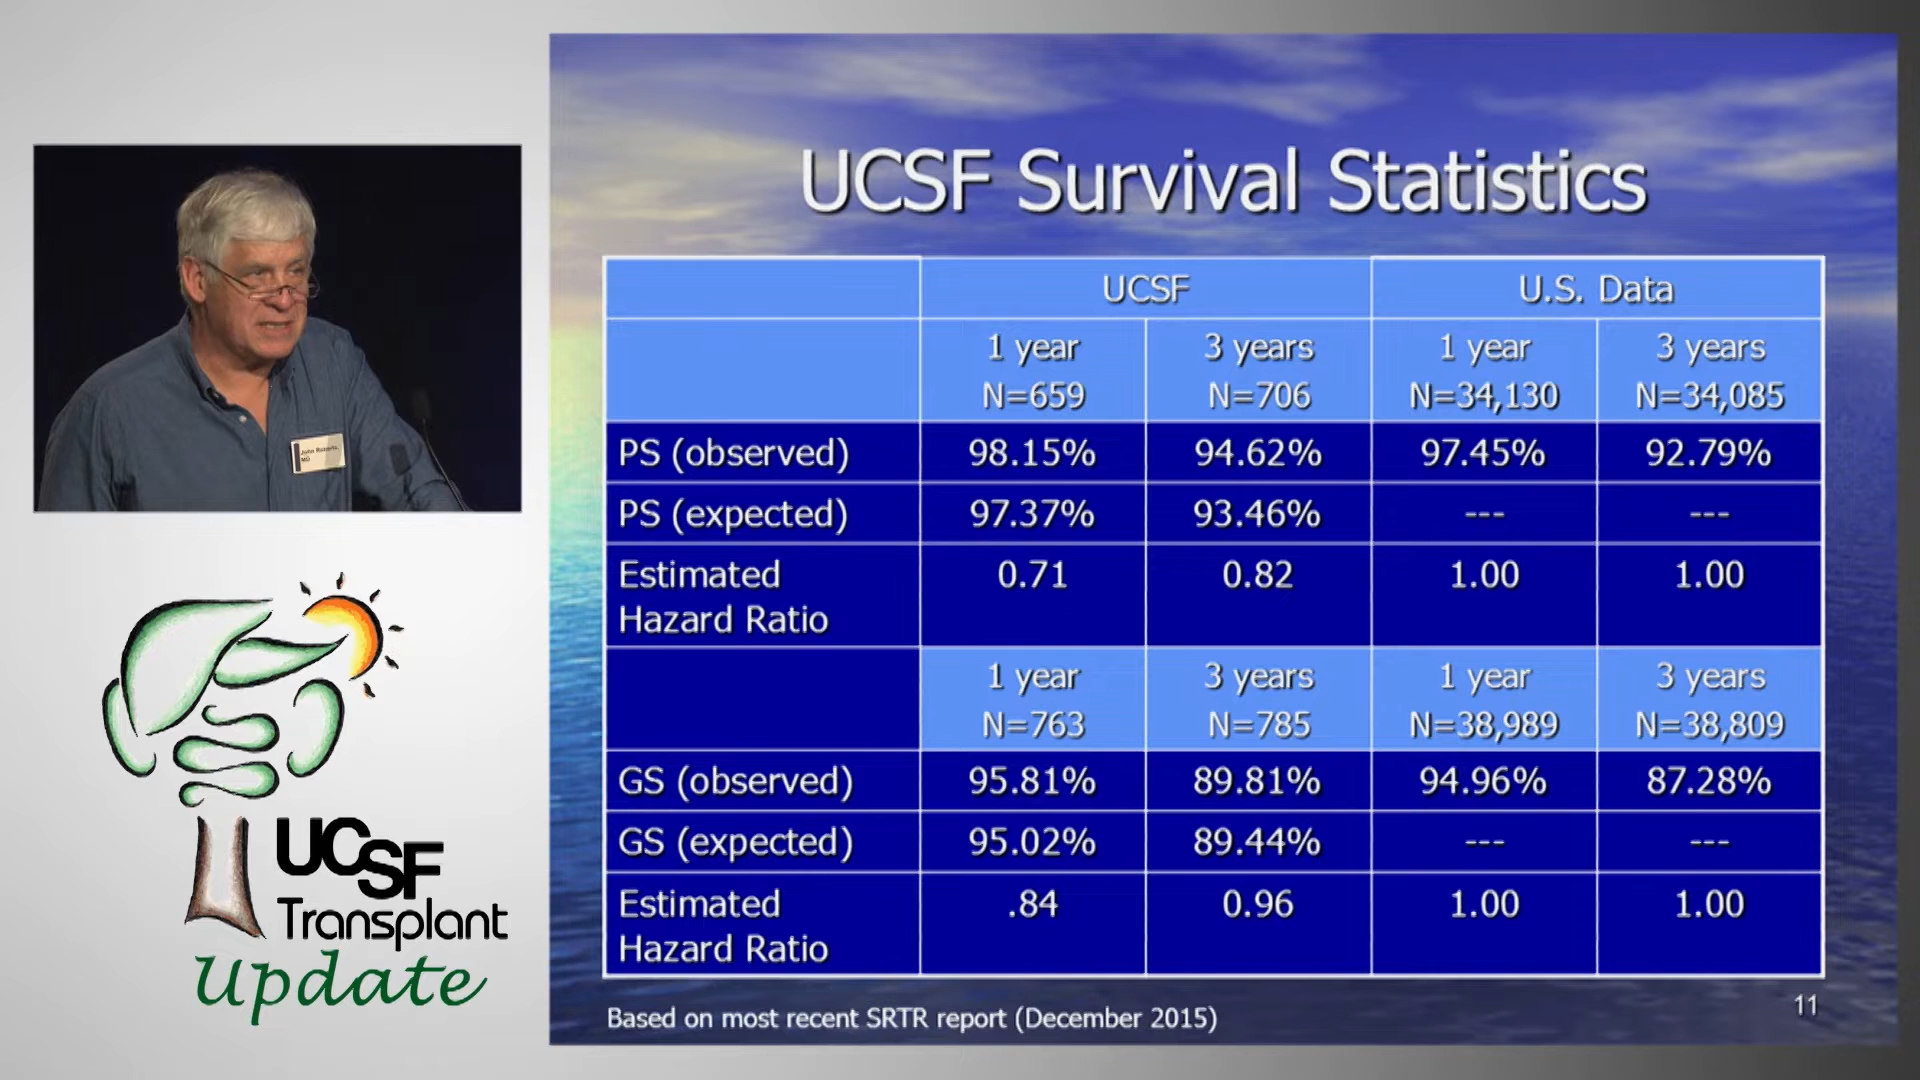 UCSF Survival Statistics
UCSF U.S. Data
1 year 3 years 1 year 3 years
N=659 N=706 N=34,130 N=34,085
PS (observed) 98.15% 94.62% 97.45% 92.79%
PS (expected) 97.37% 93.46% --- ---
Estimated Hazard Ratio 0.71 0.82 1.00 1.00
1 year 3 years 1 year 3 years
N=763 N=785 N=38,989 N=38,809
GS (observed) 95.81% 89.81% 94.96% 87.28%
GS (expected) 95.02% 89.44% --- ---
Estimated Hazard Ratio .84 0.96 1.00 1.00
Based on most recent SRTR report (December 2015)
11
John Roberts,
MD
UCSF
Transplant
Update